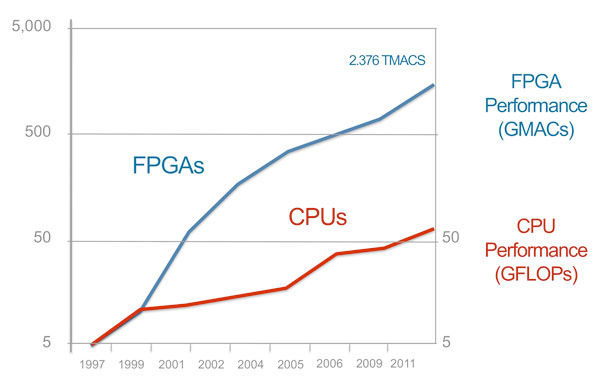 5,000
2.376 TMACS
FPGA
Performance
(GMACs)
500
FPGAs
CPUs
50
50
CPU
Performance
(GFLOPs)
5
5
1997 1999 2001 2002 2004 2005 2006 2009 2011